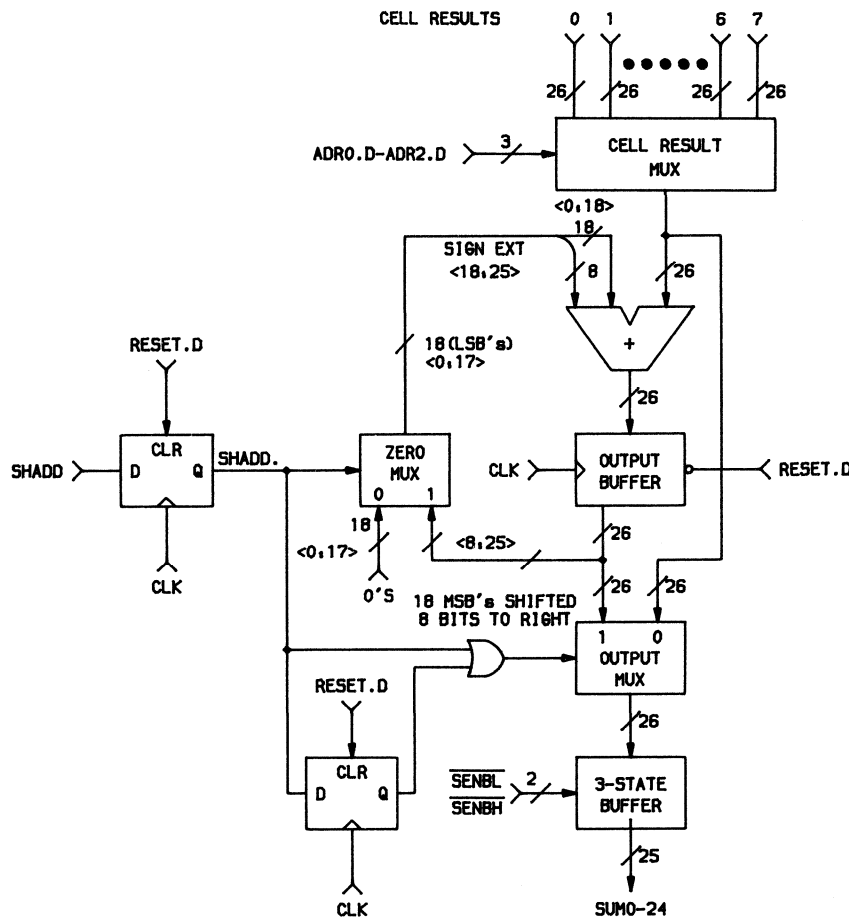 CELL RESULTS
0 1 6 7
26 26 26 26
ADR0.D-ADR2.D
3
CELL RESULT
MUX
<0:18>
18
SIGN EXT
<18:25>
8
26
18(LSB's)
<0:17>
+
26
RESET.D
CLR
SHADD
D
Q
SHADD.
CLK
ZERO
MUX
0 1
18
<0:17>
0'S
<8:25>
CLK
OUTPUT
BUFFER
RESET.D
26
26
26
18 MSB's SHIFTED
8 BITS TO RIGHT
1 0
OUTPUT
MUX
26
RESET.D
CLR
D
Q
CLK
SENBL
SENBH
2
3-STATE
BUFFER
25
SUM0-24